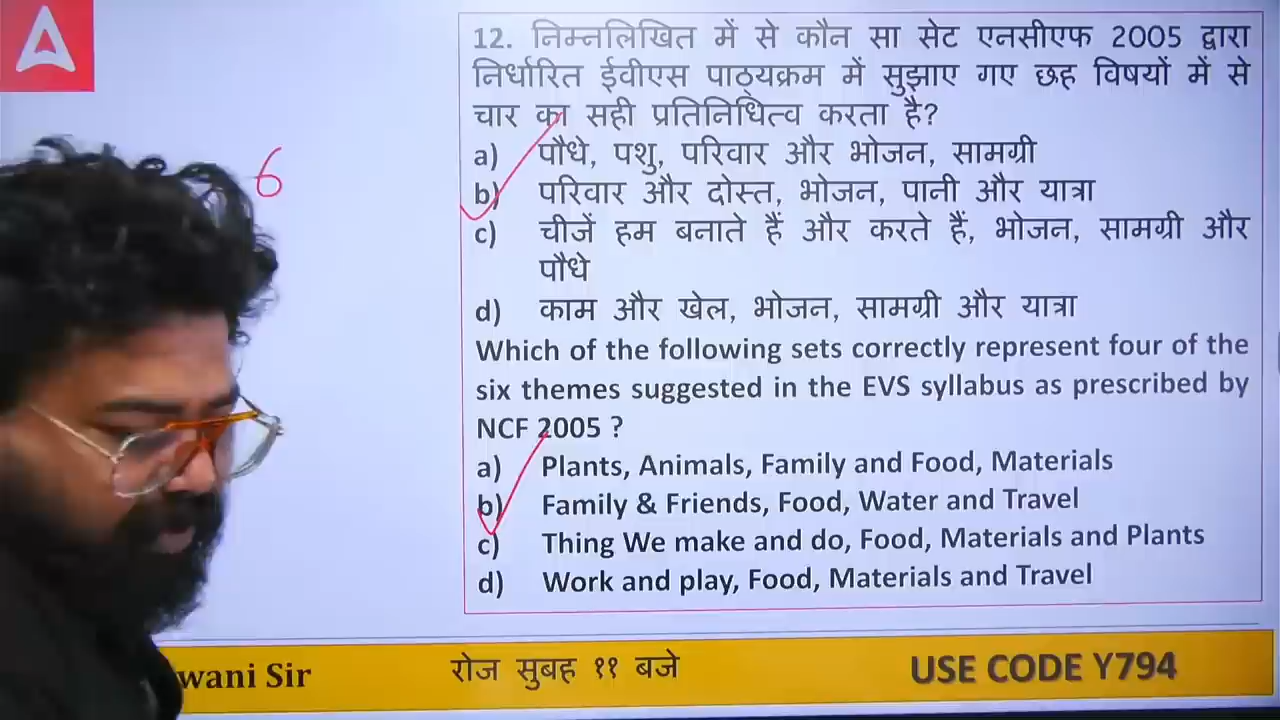 12. निम्नलिखित में से कौन सा सेट एनसीएफ 2005 द्वारा
निर्धारित ईवीएस पाठ्यक्रम में सुझाए गए छह विषयों में से
चार का सही प्रतिनिधित्व करता है?
a) पौधे, पशु, परिवार और भोजन, सामग्री
b) परिवार और दोस्त, भोजन, पानी और यात्रा
c) चीजें हम बनाते हैं और करते हैं, भोजन, सामग्री और
पौधे
d) काम और खेल, भोजन, सामग्री और यात्रा
Which of the following sets correctly represent four of the
six themes suggested in the EVS syllabus as prescribed by
NCF 2005 ?
a) Plants, Animals, Family and Food, Materials
b) Family & Friends, Food, Water and Travel
c) Thing We make and do, Food, Materials and Plants
d) Work and play, Food, Materials and Travel
6
wani Sir
रोज सुबह ११ बजे
USE CODE Y794